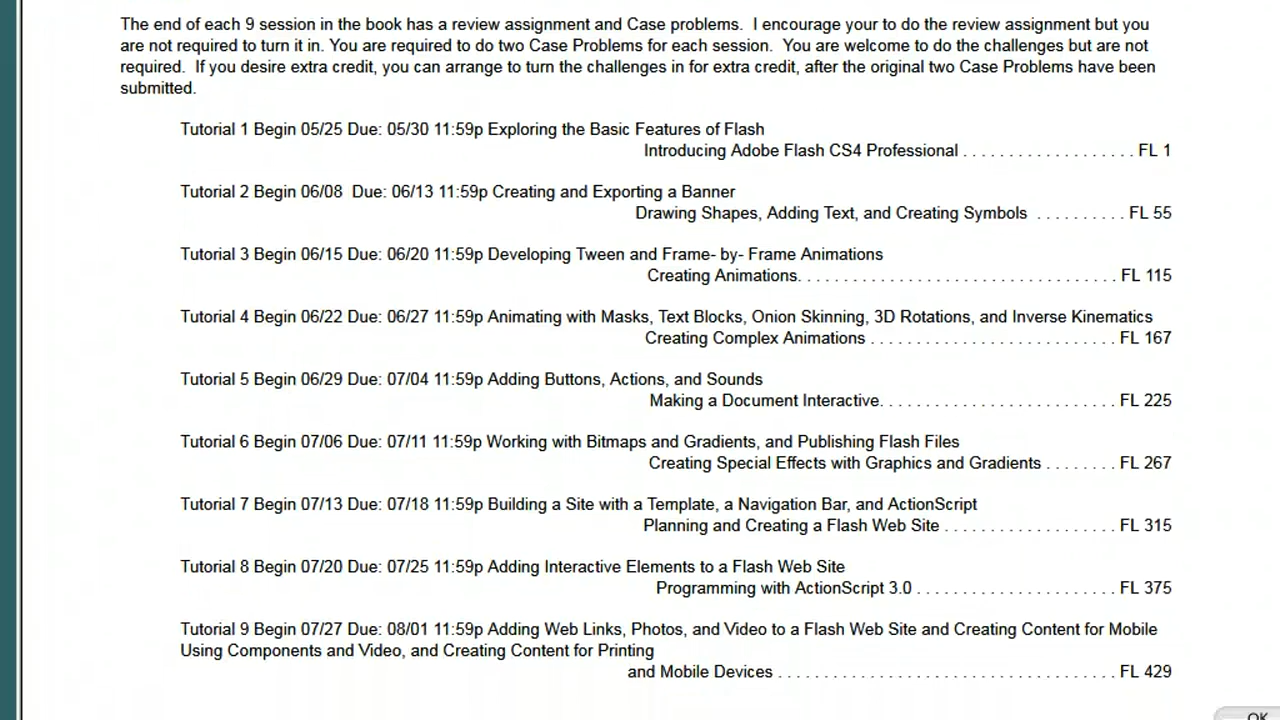 The end of each 9 session in the book has a review assignment and Case problems.  I encourage your to do the review assignment but you
are not required to turn it in. You are required to do two Case Problems for each session.  You are welcome to do the challenges but are not
required.  If you desire extra credit, you can arrange to turn the challenges in for extra credit, after the original two Case Problems have been
submitted.
Tutorial 1 Begin 05/25 Due: 05/30 11:59p Exploring the Basic Features of Flash
Introducing Adobe Flash CS4 Professional . . . . . . . . . . . . . . . . . . . FL 1
Tutorial 2 Begin 06/08  Due: 06/13 11:59p Creating and Exporting a Banner
Drawing Shapes, Adding Text, and Creating Symbols  . . . . . . . . . . FL 55
Tutorial 3 Begin 06/15 Due: 06/20 11:59p Developing Tween and Frame- by- Frame Animations
Creating Animations. . . . . . . . . . . . . . . . . . . . . . . . . . . . . . . . . . . FL 115
Tutorial 4 Begin 06/22 Due: 06/27 11:59p Animating with Masks, Text Blocks, Onion Skinning, 3D Rotations, and Inverse Kinematics
Creating Complex Animations . . . . . . . . . . . . . . . . . . . . . . . . . . . FL 167
Tutorial 5 Begin 06/29 Due: 07/04 11:59p Adding Buttons, Actions, and Sounds
Making a Document Interactive. . . . . . . . . . . . . . . . . . . . . . . . . . FL 225
Tutorial 6 Begin 07/06 Due: 07/11 11:59p Working with Bitmaps and Gradients, and Publishing Flash Files
Creating Special Effects with Graphics and Gradients . . . . . . . . FL 267
Tutorial 7 Begin 07/13 Due: 07/18 11:59p Building a Site with a Template, a Navigation Bar, and ActionScript
Planning and Creating a Flash Web Site . . . . . . . . . . . . . . . . . . . FL 315
Tutorial 8 Begin 07/20 Due: 07/25 11:59p Adding Interactive Elements to a Flash Web Site
Programming with ActionScript 3.0 . . . . . . . . . . . . . . . . . . . . . . FL 375
Tutorial 9 Begin 07/27 Due: 08/01 11:59p Adding Web Links, Photos, and Video to a Flash Web Site and Creating Content for Mobile
Using Components and Video, and Creating Content for Printing
and Mobile Devices . . . . . . . . . . . . . . . . . . . . . . . . . . . . . . . . . . . . . FL 429
OK